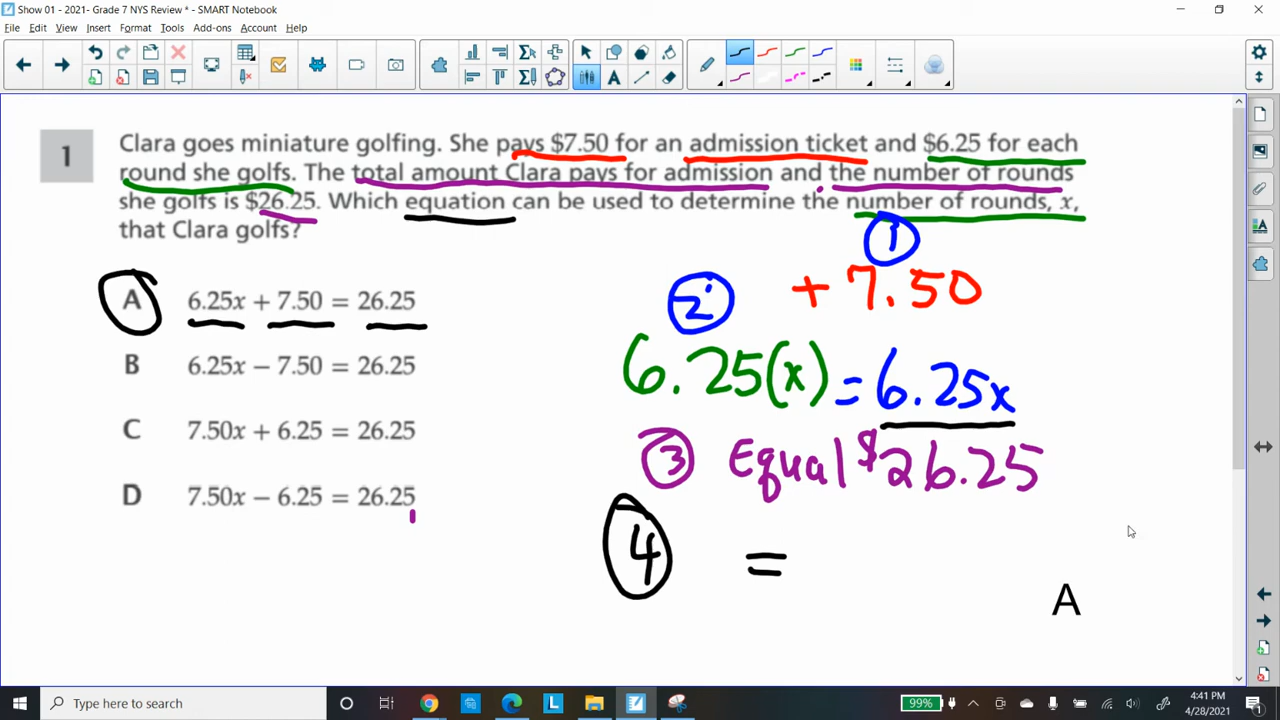 Show 01 - 2021- Grade 7 NYS Review * - SMART Notebook
File Edit View Insert Format Tools Add-ons Account Help
1
Clara goes miniature golfing. She pays $7.50 for an admission ticket and $6.25 for each
round she golfs. The total amount Clara pays for admission and the number of rounds
she golfs is $26.25. Which equation can be used to determine the number of rounds, x,
that Clara golfs?
1
A 6.25x + 7.50 = 26.25
2
+ 7.50
B 6.25x − 7.50 = 26.25
6.25(x) = 6.25x
C 7.50x + 6.25 = 26.25
3 Equal $26.25
D 7.50x − 6.25 = 26.25
4 =
A
Type here to search
99%
4:41 PM
4/28/2021
1